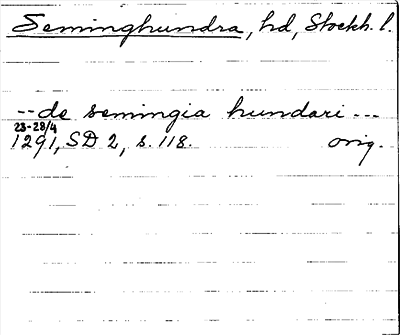 Seminghundra, hd, Stockh. l.
-- de semingia hundari ---
23-28/4
1291, SD 2, s. 118. orig.